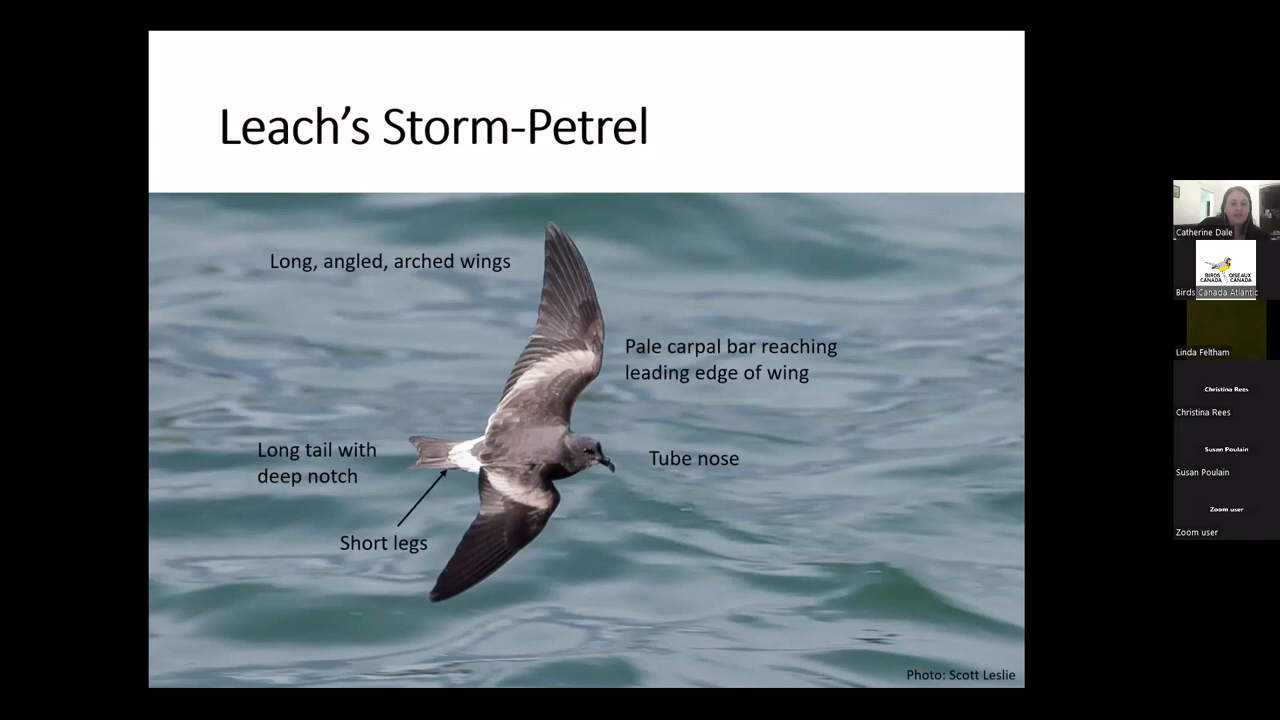 Leach’s Storm-Petrel
Long, angled, arched wings
Pale carpal bar reaching
leading edge of wing
Long tail with
deep notch
Tube nose
Short legs
Photo: Scott Leslie
Catherine Dale
BIRDS CANADA
OISEAUX CANADA
Birds Canada Atlantic
Linda Feltham
Christina Rees
Christina Rees
Susan Poulain
Susan Poulain
Zoom user
Zoom user